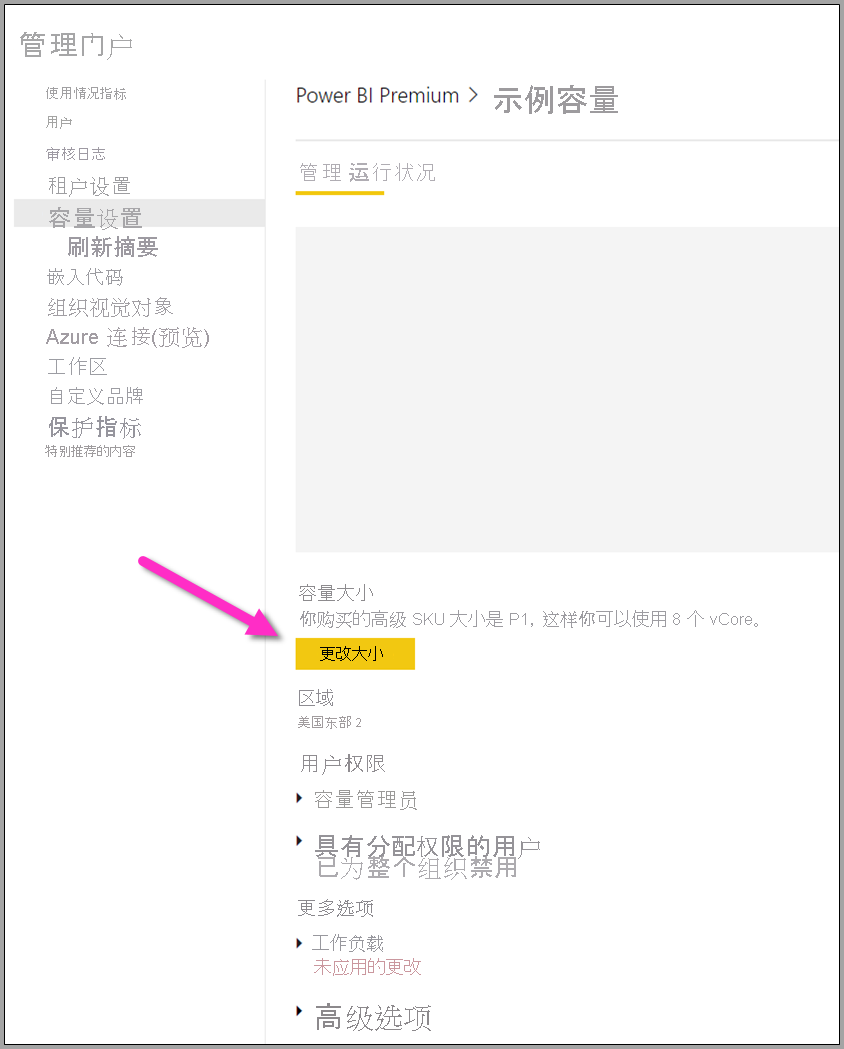 管理门户
使用情况指标
用户
审核日志
租户设置
容量设置
刷新摘要
嵌入代码
组织视觉对象
Azure 连接(预览)
工作区
自定义品牌
保护指标
特别推荐的内容
Power BI Premium > 示例容量
管理 运行状况
容量大小
你购买的高级 SKU 大小是 P1, 这样你可以使用 8 个 vCore。
更改大小
区域
美国东部 2
用户权限
容量管理员
具有分配权限的用户
已为整个组织禁用
更多选项
工作负载
未应用的更改
高级选项